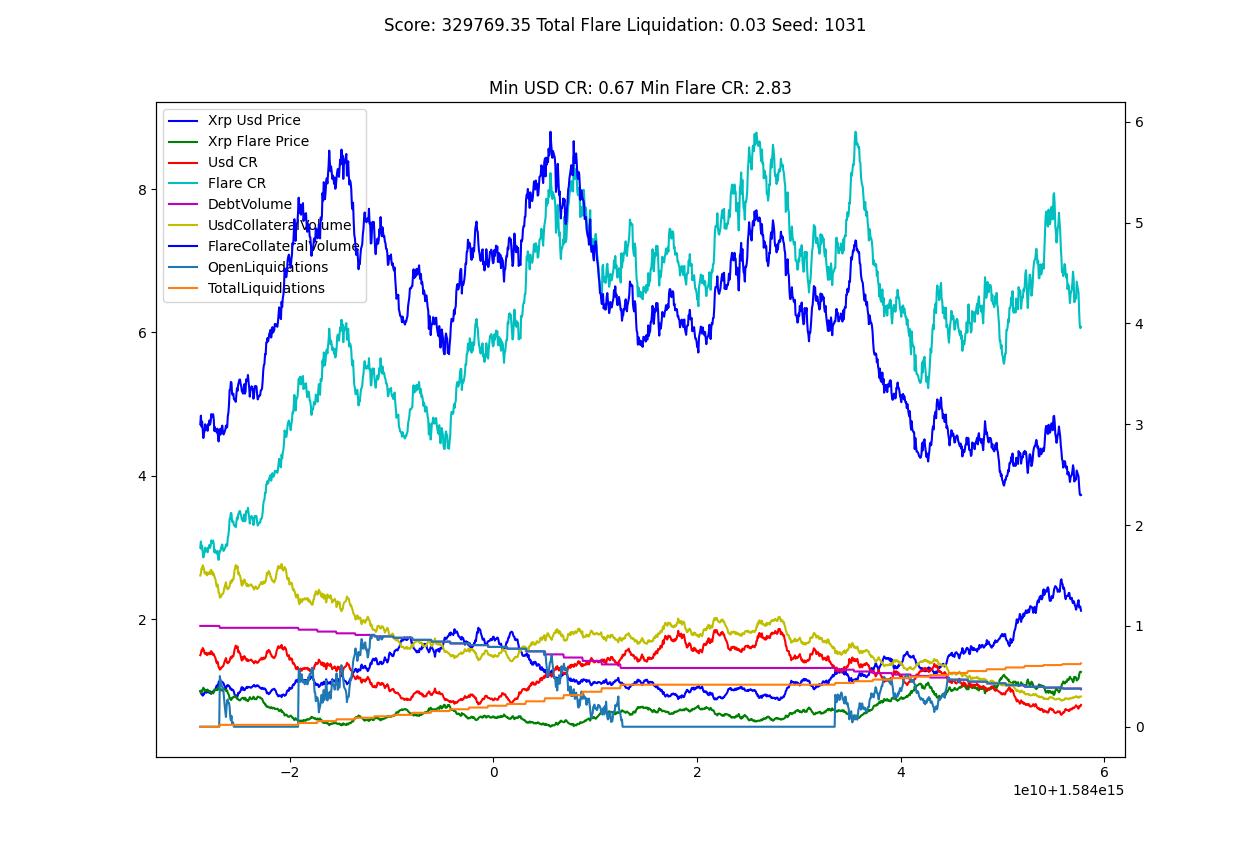 Score: 329769.35 Total Flare Liquidation: 0.03 Seed: 1031
Min USD CR: 0.67 Min Flare CR: 2.83
Xrp Usd Price
Xrp Flare Price
Usd CR
Flare CR
DebtVolume
UsdCollateralVolume
FlareCollateralVolume
OpenLiquidations
TotalLiquidations
8
6
4
2
6
5
4
3
2
1
0
−2
0
2
4
6
1e10+1.584e15